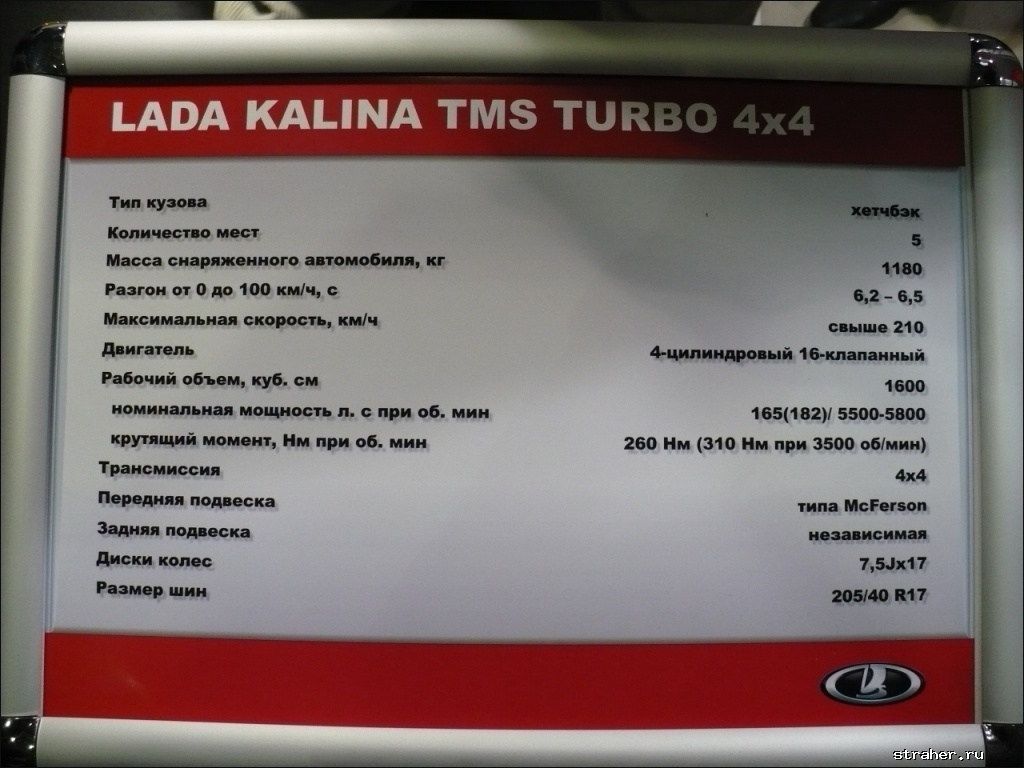 LADA KALINA TMS TURBO 4x4
Тип кузова хетчбэк
Количество мест 5
Масса снаряженного автомобиля, кг 1180
Разгон от 0 до 100 км/ч, с 6,2 – 6,5
Максимальная скорость, км/ч свыше 210
Двигатель 4-цилиндровый 16-клапанный
Рабочий объем, куб. см 1600
номинальная мощность л. с при об. мин 165(182)/ 5500-5800
крутящий момент, Нм при об. мин 260 Нм (310 Нм при 3500 об/мин)
Трансмиссия 4x4
Передняя подвеска типа McFerson
Задняя подвеска независимая
Диски колес 7,5Jx17
Размер шин 205/40 R17
straher.ru